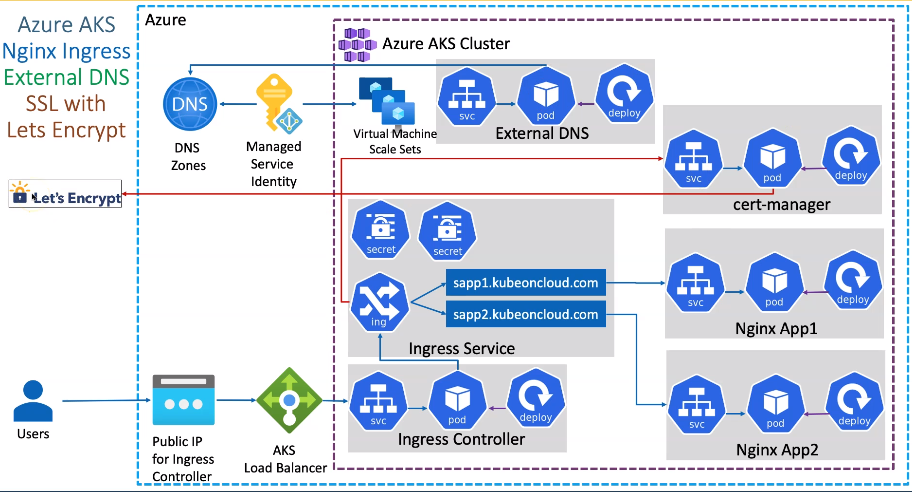 Azure AKS
Nginx Ingress
External DNS
SSL with
Lets Encrypt
Azure
Azure AKS Cluster
DNS
DNS
Zones
Managed
Service
Identity
Virtual Machine
Scale Sets
svc
pod
deploy
External DNS
Let's Encrypt
svc
pod
deploy
cert-manager
secret
secret
ing
sapp1.kubeoncloud.com
sapp2.kubeoncloud.com
Ingress Service
svc
pod
deploy
Nginx App1
Users
Public IP
for Ingress
Controller
AKS
Load Balancer
svc
pod
deploy
Ingress Controller
svc
pod
deploy
Nginx App2